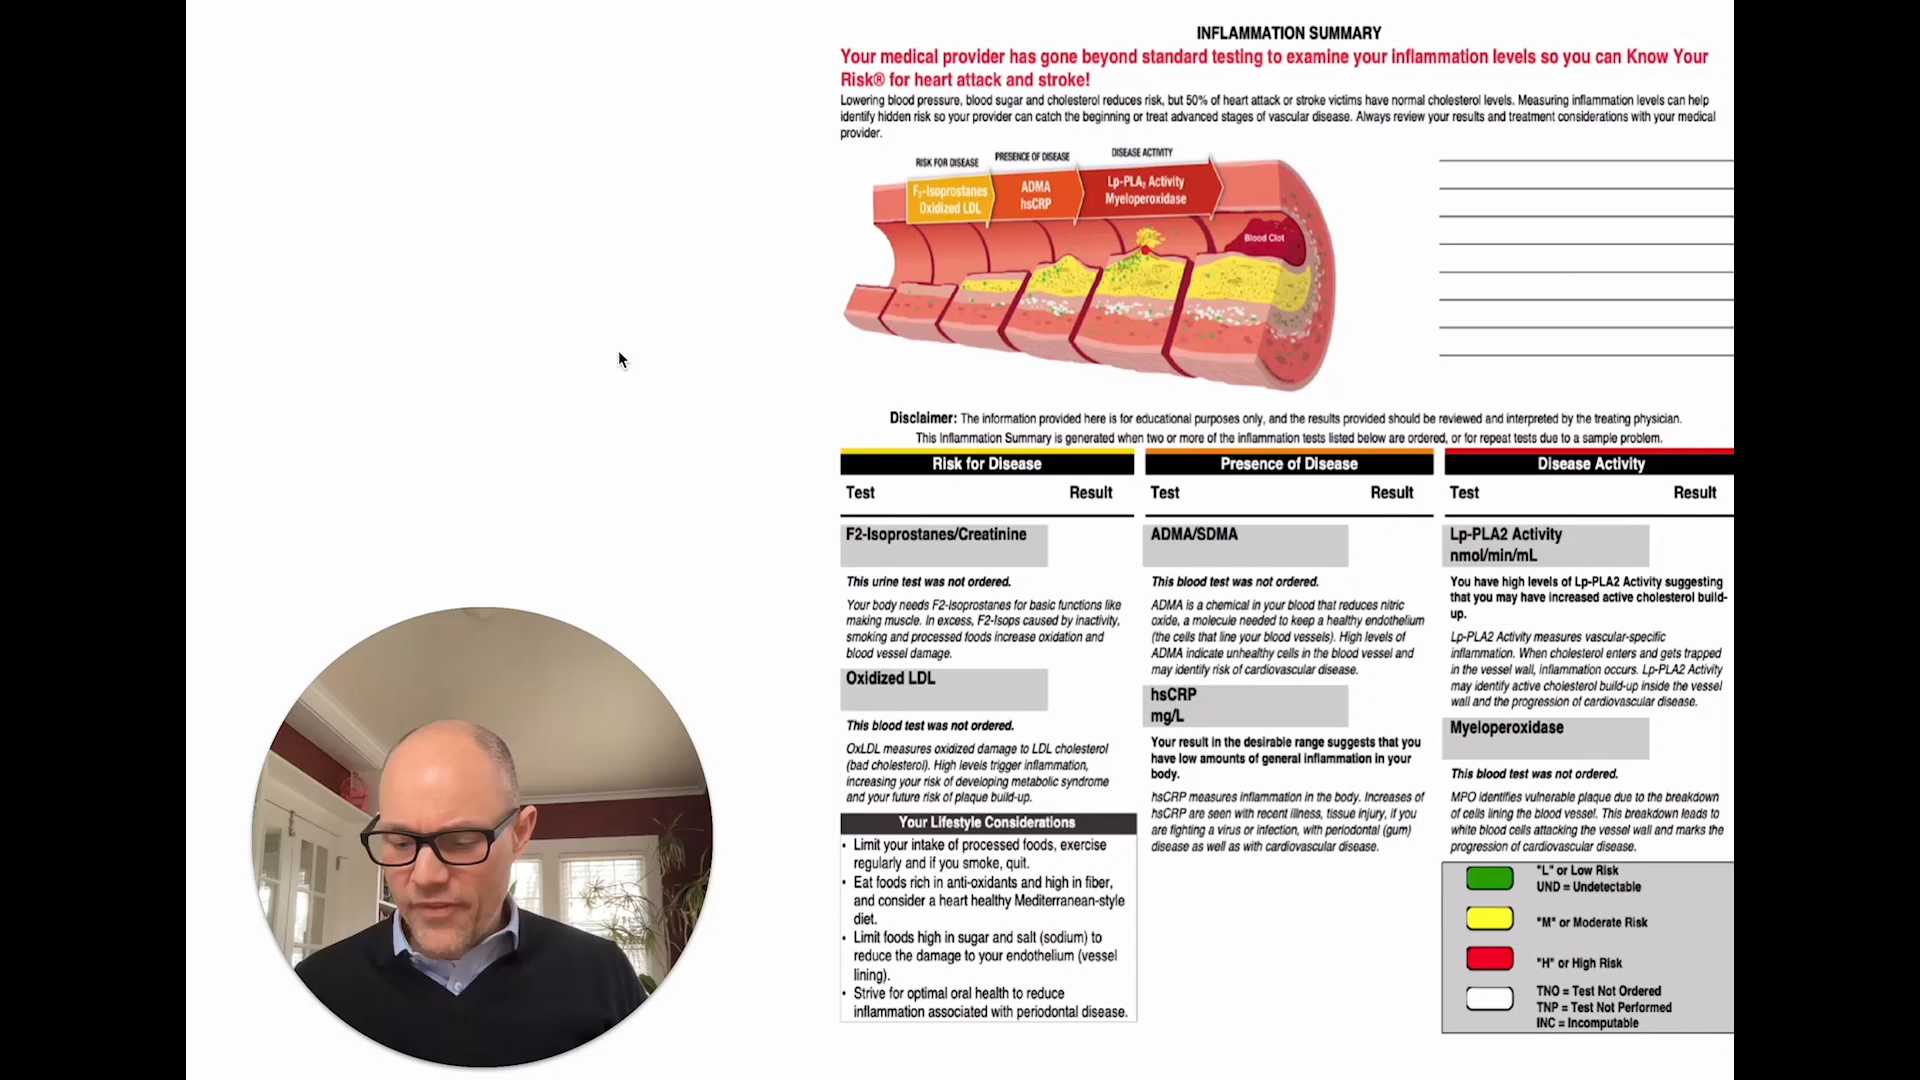 INFLAMMATION SUMMARY
Your medical provider has gone beyond standard testing to examine your inflammation levels so you can Know Your
Risk® for heart attack and stroke!
Lowering blood pressure, blood sugar and cholesterol reduces risk, but 50% of heart attack or stroke victims have normal cholesterol levels. Measuring inflammation levels can help
identify hidden risk so your provider can catch the beginning or treat advanced stages of vascular disease. Always review your results and treatment considerations with your medical
provider.
RISK FOR DISEASE
PRESENCE OF DISEASE
DISEASE ACTIVITY
F₂-Isoprostanes
Oxidized LDL
ADMA
hsCRP
Lp-PLA₂ Activity
Myeloperoxidase
Blood Clot
Disclaimer: The information provided here is for educational purposes only, and the results provided should be reviewed and interpreted by the treating physician.
This Inflammation Summary is generated when two or more of the inflammation tests listed below are ordered, or for repeat tests due to a sample problem.
Risk for Disease
Test Result
F2-Isoprostanes/Creatinine
This urine test was not ordered.
Your body needs F2-Isoprostanes for basic functions like
making muscle. In excess, F2-Isops caused by inactivity,
smoking and processed foods increase oxidation and
blood vessel damage.
Oxidized LDL
This blood test was not ordered.
OxLDL measures oxidized damage to LDL cholesterol
(bad cholesterol). High levels trigger inflammation,
increasing your risk of developing metabolic syndrome
and your future risk of plaque build-up.
Your Lifestyle Considerations
• Limit your intake of processed foods, exercise
regularly and if you smoke, quit.
• Eat foods rich in anti-oxidants and high in fiber,
and consider a heart healthy Mediterranean-style
diet.
• Limit foods high in sugar and salt (sodium) to
reduce the damage to your endothelium (vessel
lining).
• Strive for optimal oral health to reduce
inflammation associated with periodontal disease.
Presence of Disease
Test Result
ADMA/SDMA
This blood test was not ordered.
ADMA is a chemical in your blood that reduces nitric
oxide, a molecule needed to keep a healthy endothelium
(the cells that line your blood vessels). High levels of
ADMA indicate unhealthy cells in the blood vessel and
may identify risk of cardiovascular disease.
hsCRP
mg/L
Your result in the desirable range suggests that you
have low amounts of general inflammation in your
body.
hsCRP measures inflammation in the body. Increases of
hsCRP are seen with recent illness, tissue injury, if you
are fighting a virus or infection, with periodontal (gum)
disease as well as with cardiovascular disease.
Disease Activity
Test Result
Lp-PLA2 Activity
nmol/min/mL
You have high levels of Lp-PLA2 Activity suggesting
that you may have increased active cholesterol build-
up.
Lp-PLA2 Activity measures vascular-specific
inflammation. When cholesterol enters and gets trapped
in the vessel wall, inflammation occurs. Lp-PLA2 Activity
may identify active cholesterol build-up inside the vessel
wall and the progression of cardiovascular disease.
Myeloperoxidase
This blood test was not ordered.
MPO identifies vulnerable plaque due to the breakdown
of cells lining the blood vessel. This breakdown leads to
white blood cells attacking the vessel wall and marks the
progression of cardiovascular disease.
"L" or Low Risk
UND = Undetectable
"M" or Moderate Risk
"H" or High Risk
TNO = Test Not Ordered
TNP = Test Not Performed
INC = Incomputable